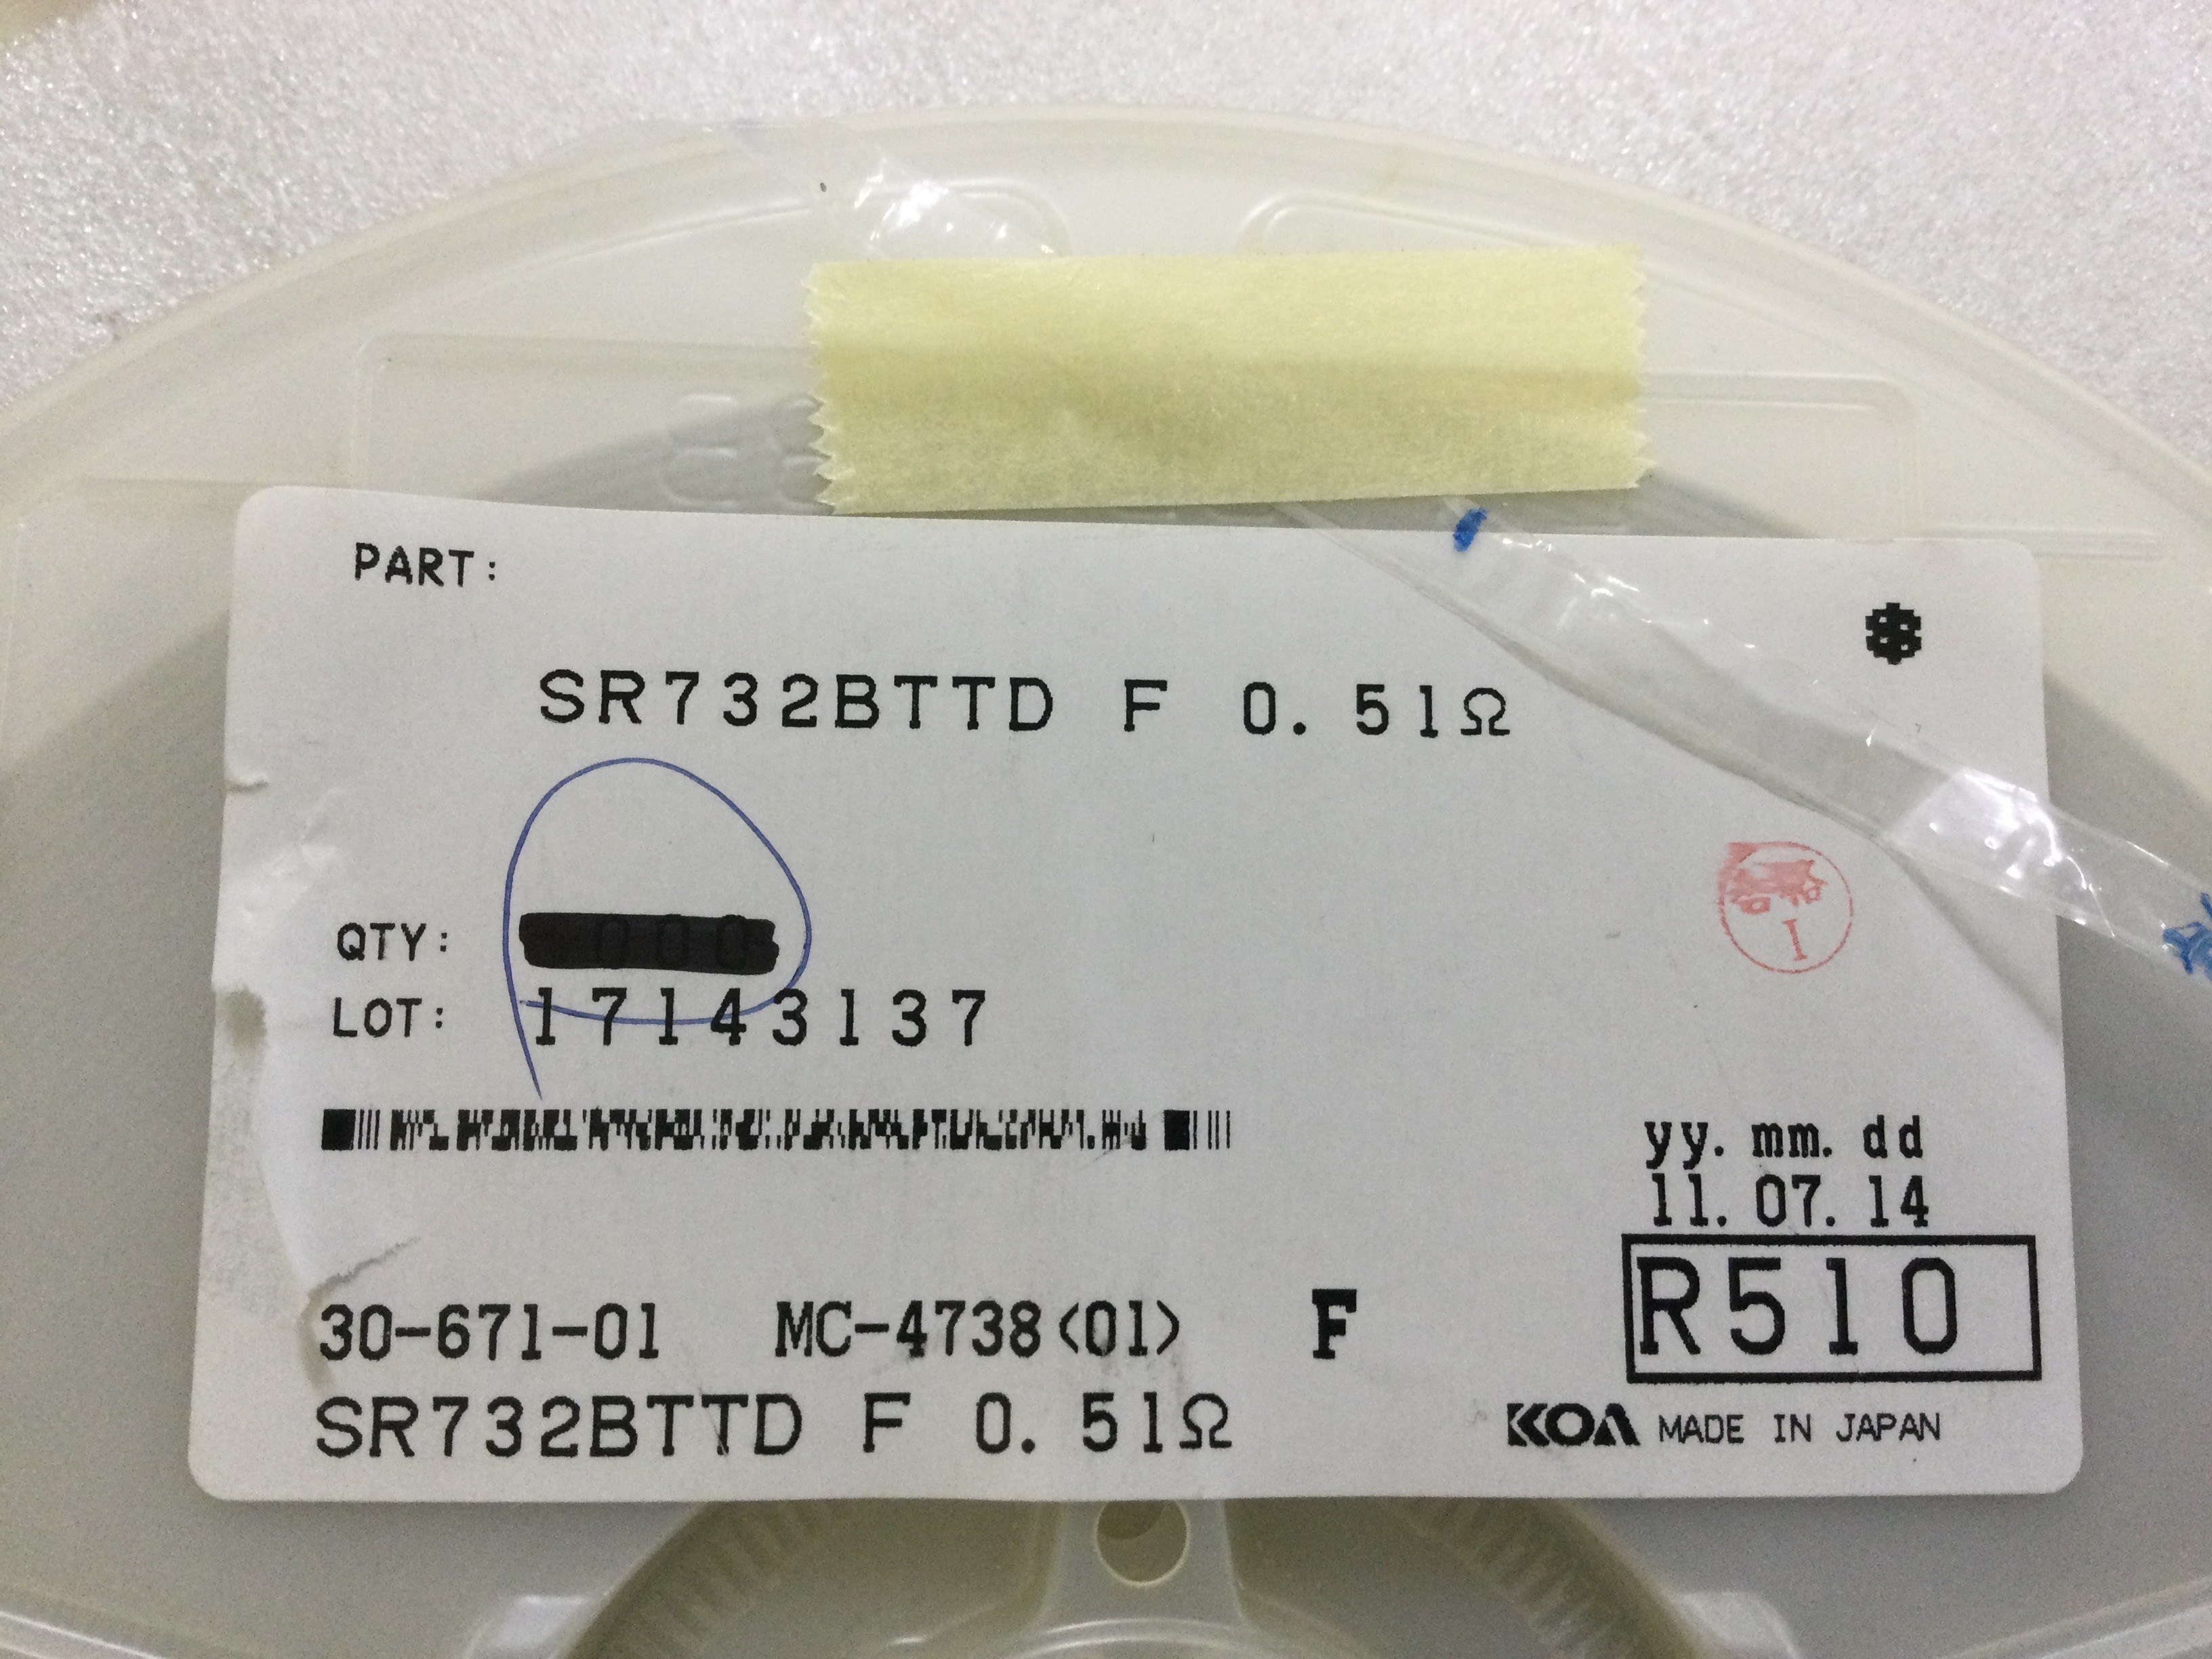 PART:
SR732BTTD F 0.51Ω
QTY:
LOT: 17143137
yy.mm.dd
11.07.14
R510
30-671-01 MC-4738<01> F
SR732BTTD F 0.51Ω
KOA MADE IN JAPAN